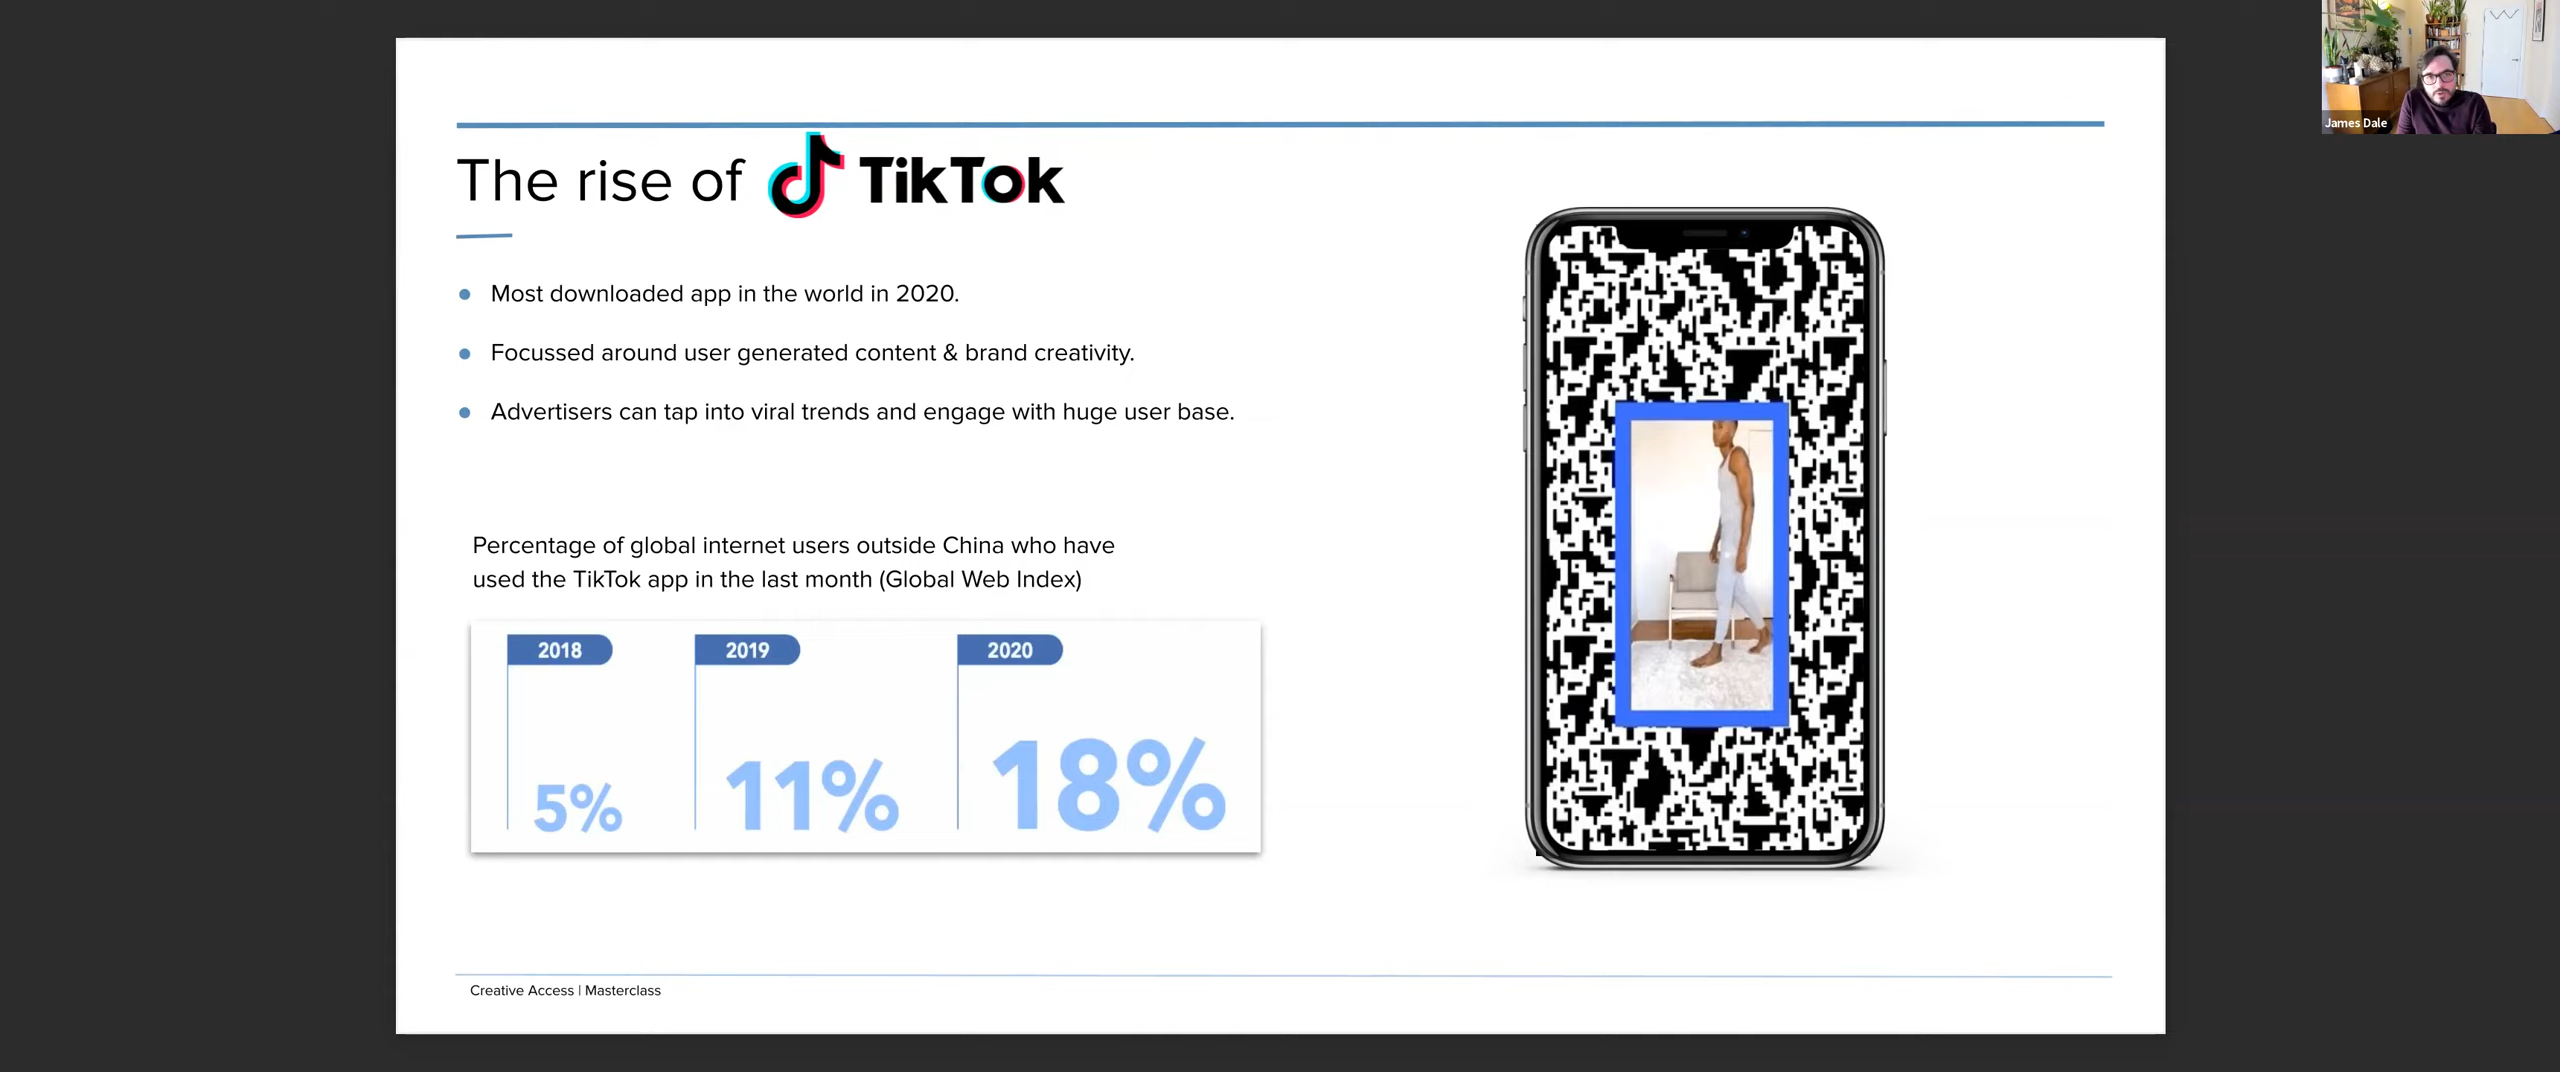 The rise of TikTok
Most downloaded app in the world in 2020.
Focussed around user generated content & brand creativity.
Advertisers can tap into viral trends and engage with huge user base.
Percentage of global internet users outside China who have
used the TikTok app in the last month (Global Web Index)
2018
2019
2020
5%
11%
18%
Creative Access | Masterclass
James Dale